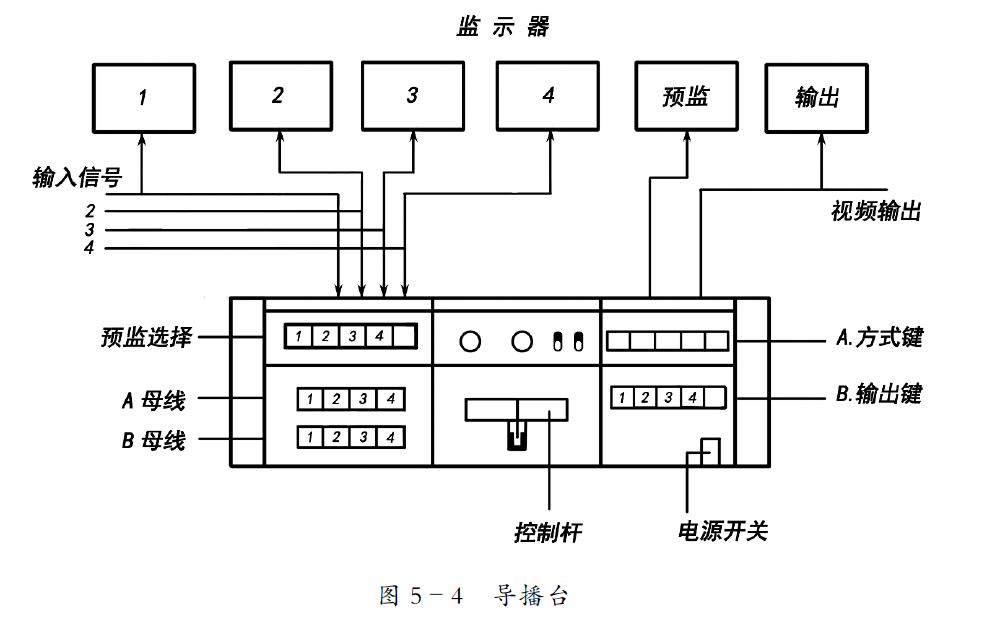 监示器
1 2 3 4 预监 输出
输入信号
视频输出
2
3
4
预监选择 1 2 3 4 A.方式键
A母线 1 2 3 4 1 2 3 4 B.输出键
B母线 1 2 3 4
控制杆 电源开关
图5-4 导播台